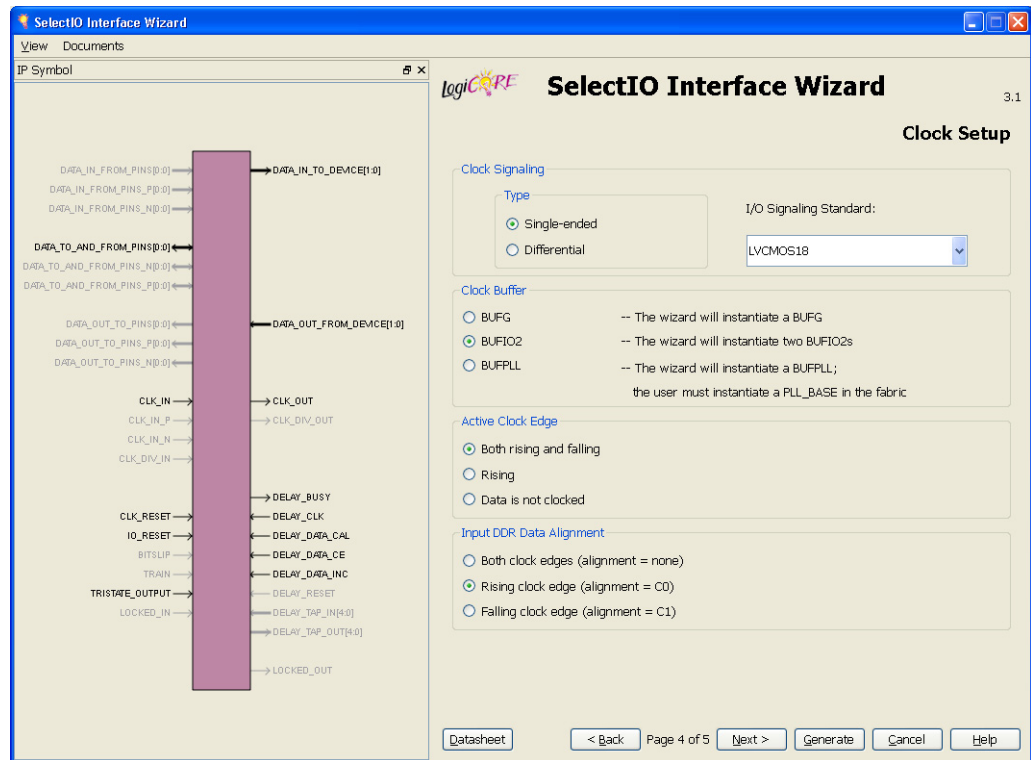 SelectIO Interface Wizard
View Documents
IP Symbol
DATA_IN_FROM_PINS[0:0]
DATA_IN_FROM_PINS_P[0:0]
DATA_IN_FROM_PINS_N[0:0]
DATA_TO_AND_FROM_PINS[0:0]
DATA_TO_AND_FROM_PINS_N[0:0]
DATA_TO_AND_FROM_PINS_P[0:0]
DATA_OUT_TO_PINS[0:0]
DATA_OUT_TO_PINS_P[0:0]
DATA_OUT_TO_PINS_N[0:0]
CLK_IN
CLK_IN_P
CLK_IN_N
CLK_DIV_IN
CLK_RESET
IO_RESET
BITSLIP
TRAIN
TRISTATE_OUTPUT
LOCKED_IN
DATA_IN_TO_DEVICE[1:0]
DATA_OUT_FROM_DEVICE[1:0]
CLK_OUT
CLK_DIV_OUT
DELAY_BUSY
DELAY_CLK
DELAY_DATA_CAL
DELAY_DATA_CE
DELAY_DATA_INC
DELAY_RESET
DELAY_TAP_IN[4:0]
DELAY_TAP_OUT[4:0]
LOCKED_OUT
logiCORE SelectIO Interface Wizard 3.1
Clock Setup
Clock Signaling
Type
Single-ended
Differential
I/O Signaling Standard:
LVCMOS18
Clock Buffer
BUFG -- The wizard will instantiate a BUFG
BUFIO2 -- The wizard will instantiate two BUFIO2s
BUFPLL -- The wizard will instantiate a BUFPLL;
the user must instantiate a PLL_BASE in the fabric
Active Clock Edge
Both rising and falling
Rising
Data is not clocked
Input DDR Data Alignment
Both clock edges (alignment = none)
Rising clock edge (alignment = C0)
Falling clock edge (alignment = C1)
Datasheet < Back Page 4 of 5 Next > Generate Cancel Help